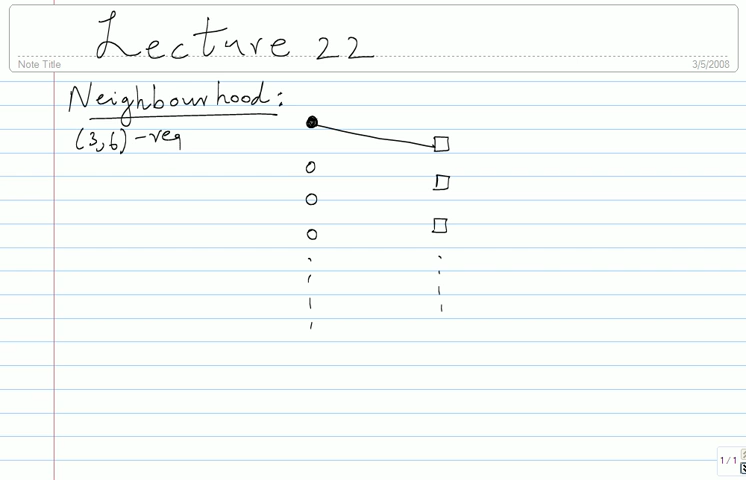 Lecture 22
Note Title
3/5/2008
Neighbourhood:
(3,6)-reg
1/1